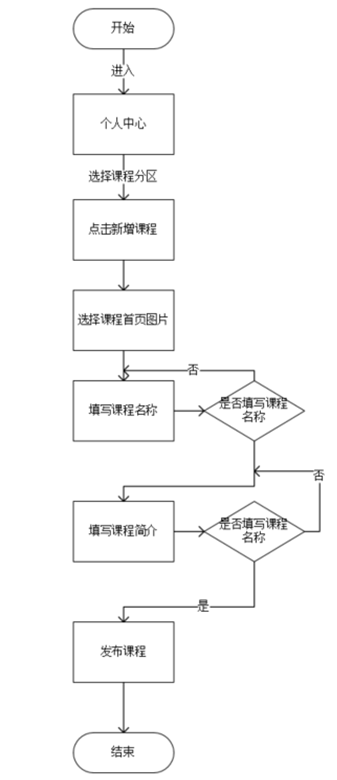 开始
进入
个人中心
选择课程分区
点击新增课程
选择课程首页图片
否
填写课程名称
是否填写课程
名称
否
填写课程简介
是否填写课程
名称
是
发布课程
结束